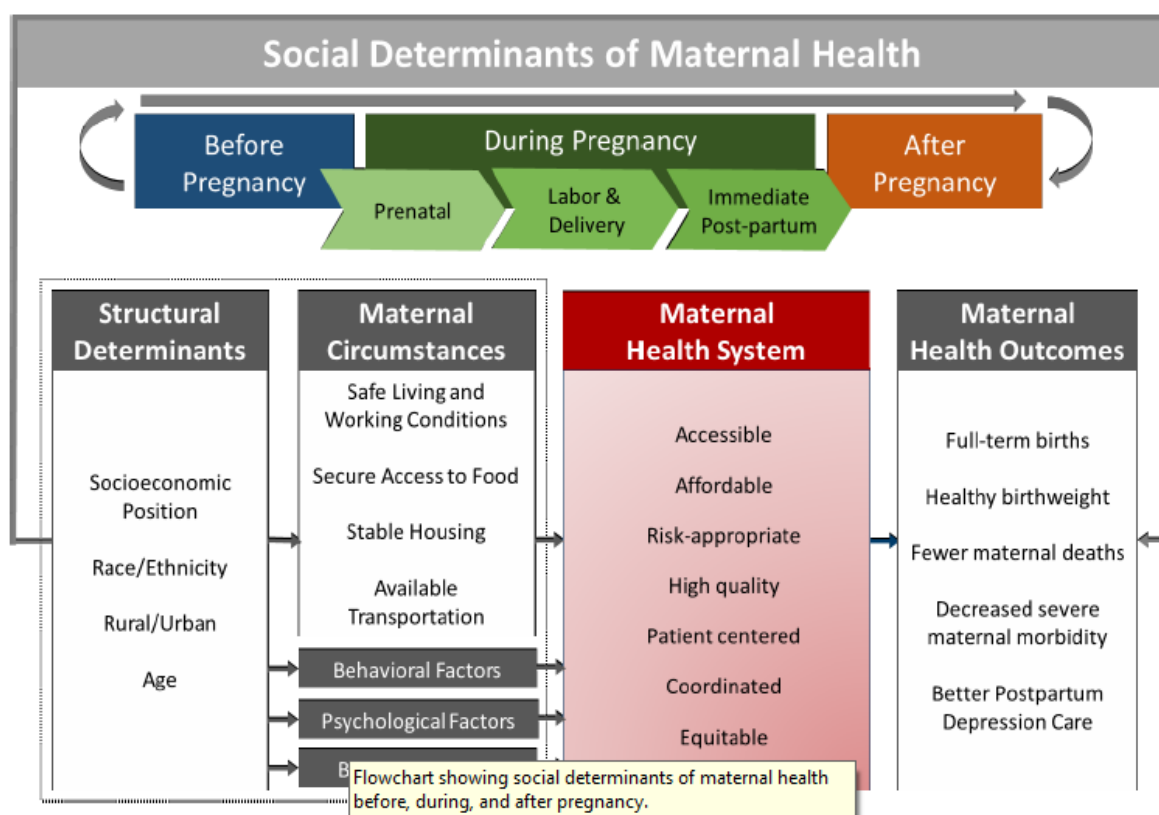 Social Determinants of Maternal Health
Before
Pregnancy
During Pregnancy
After
Pregnancy
Prenatal
Labor &
Delivery
Immediate
Post-partum
Structural
Determinants
Socioeconomic
Position
Race/Ethnicity
Rural/Urban
Age
Maternal
Circumstances
Safe Living and
Working Conditions
Secure Access to Food
Stable Housing
Available
Transportation
Behavioral Factors
Psychological Factors
Maternal
Health System
Accessible
Affordable
Risk-appropriate
High quality
Patient centered
Coordinated
Equitable
Maternal
Health Outcomes
Full-term births
Healthy birthweight
Fewer maternal deaths
Decreased severe
maternal morbidity
Better Postpartum
Depression Care
Flowchart showing social determinants of maternal health
before, during, and after pregnancy.